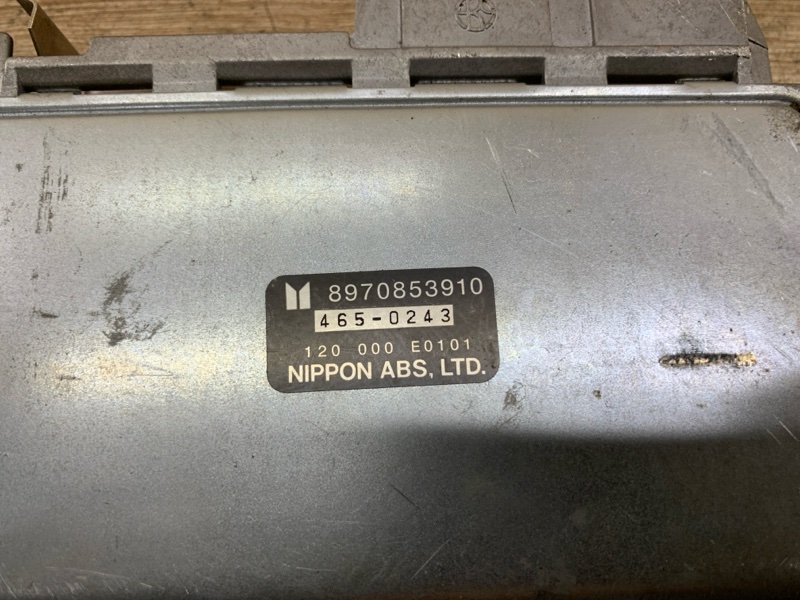 8970853910
465-0243
120 000 E0101
NIPPON ABS, LTD.